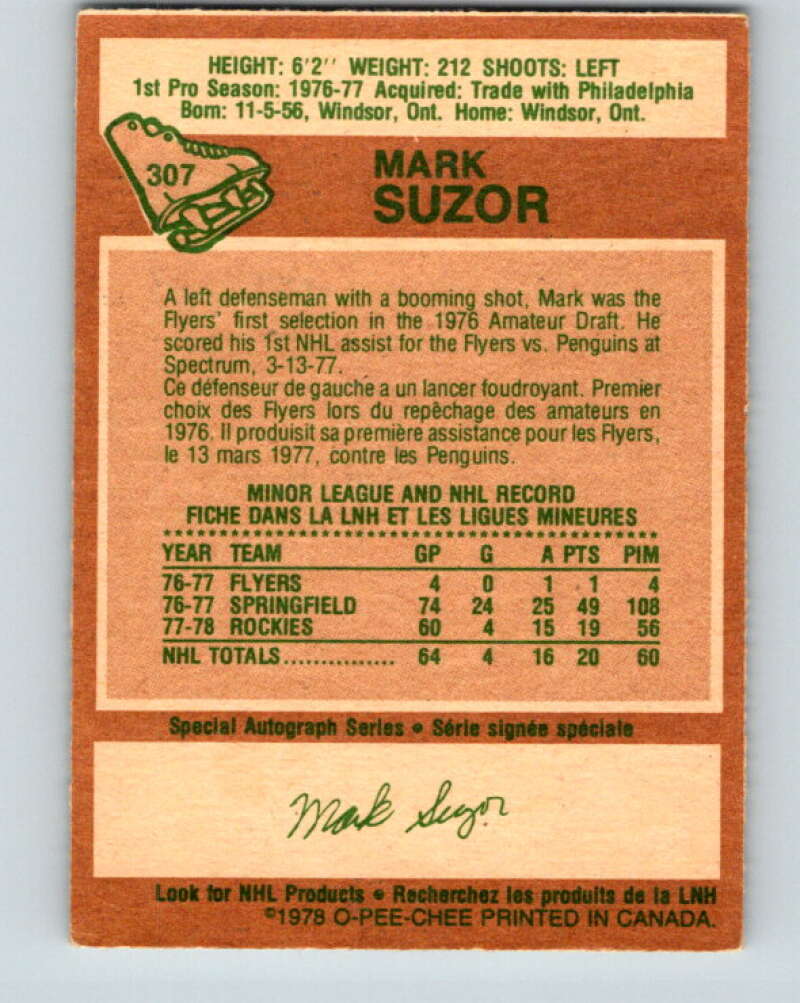 HEIGHT: 6'2'' WEIGHT: 212 SHOOTS: LEFT
1st Pro Season: 1976-77 Acquired: Trade with Philadelphia
Born: 11-5-56, Windsor, Ont. Home: Windsor, Ont.
307
MARK
SUZOR
A left defenseman with a booming shot, Mark was the
Flyers' first selection in the 1976 Amateur Draft. He
scored his 1st NHL assist for the Flyers vs. Penguins at
Spectrum, 3-13-77.
Ce défenseur de gauche a un lancer foudroyant. Premier
choix des Flyers lors du repêchage des amateurs en
1976. Il produisit sa première assistance pour les Flyers,
le 13 mars 1977, contre les Penguins.
MINOR LEAGUE AND NHL RECORD
FICHE DANS LA LNH ET LES LIGUES MINEURES
YEAR TEAM GP G A PTS PIM
76-77 FLYERS 4 0 1 1 4
76-77 SPRINGFIELD 74 24 25 49 108
77-78 ROCKIES 60 4 15 19 56
NHL TOTALS............... 64 4 16 20 60
Special Autograph Series • Série signée spéciale
Mark Suzor
Look for NHL Products • Recherchez les produits de la LNH
©1978 O-PEE-CHEE PRINTED IN CANADA.